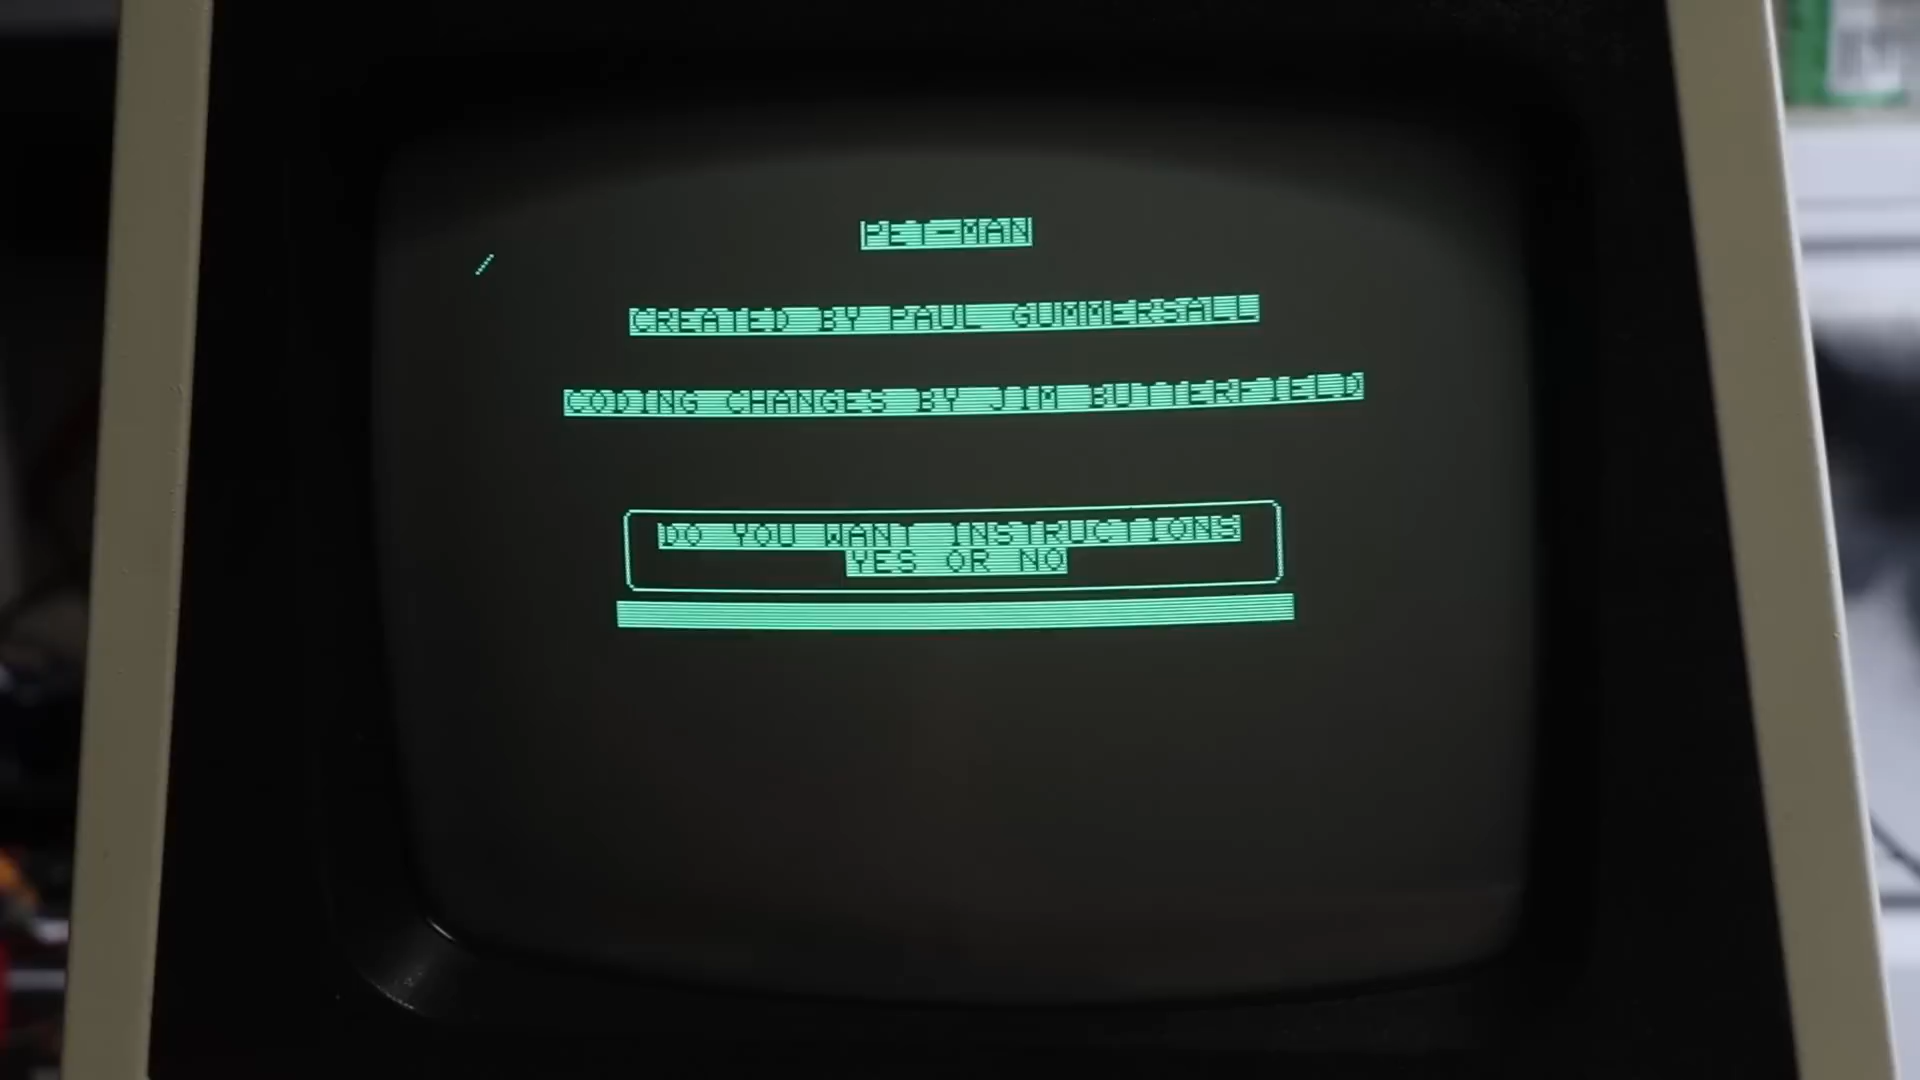 PET-MAN
/
CREATED BY PAUL GUMMERSALL
CODING CHANGES BY JIM BUTTERFIELD
DO YOU WANT INSTRUCTIONS
YES OR NO